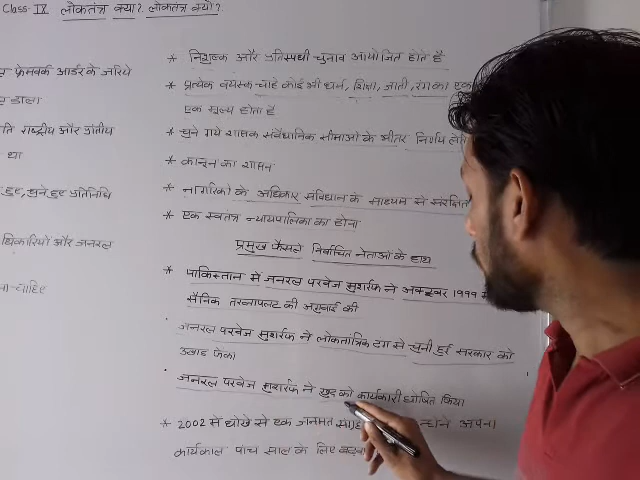 Class-IX लोकतंत्र क्या? लोकतंत्र क्यों?
फ्रेमवर्क आर्डर के जरिये
डाला
राष्ट्रीय और प्रांतीय
था
हुए, चुने हुए प्रतिनिधि
धिकारियों और जनरल
चाहिए
* निष्पक्ष और प्रतिस्पर्धी चुनाव आयोजित होते है
* प्रत्येक वयस्क चाहे कोई भी धर्म, शिक्षा, जाती, रंग का एक
एक मूल्य होता है
* चुने गये शासक संवैधानिक सीमाओं के भीतर निर्णय
* कानून का शासन
* नागरिकों के अधिकार संविधान के माध्यम से संरक्षित
* एक स्वतंत्र न्यायपालिका का होना
प्रमुख फैसले निर्वाचित नेताओं के हाथ
* पाकिस्तान में जनरल परवेज मुशर्रफ ने अक्टूबर 1999
सैनिक तख्तापलट की अगुवाई की
. जनरल परवेज मुशर्रफ ने लोकतांत्रिक ढंग से चुनी हुई सरकार को
उखाड फेका
. जनरल परवेज मुशर्रफ ने खुद को कार्यकारी घोषित किया
* 2002 में धोखे से एक जनमत अपना
कार्यकाल पांच साल के लिए